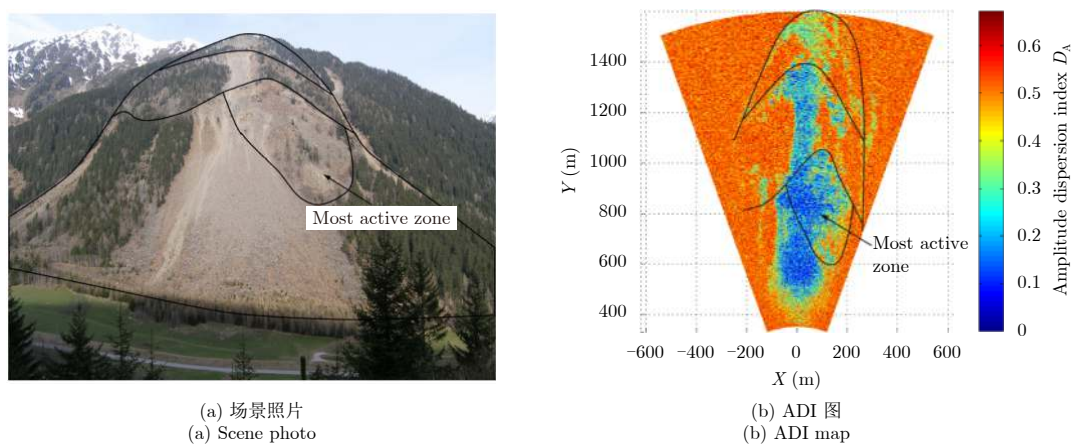 Most active zone
(a) 场景照片
(a) Scene photo
1400
1200
1000
800
600
400
Y (m)
−600
−400
−200
0
200
400
600
X (m)
Most active
zone
0.6
0.5
0.4
0.3
0.2
0.1
0
Amplitude dispersion index D_A
(b) ADI 图
(b) ADI map